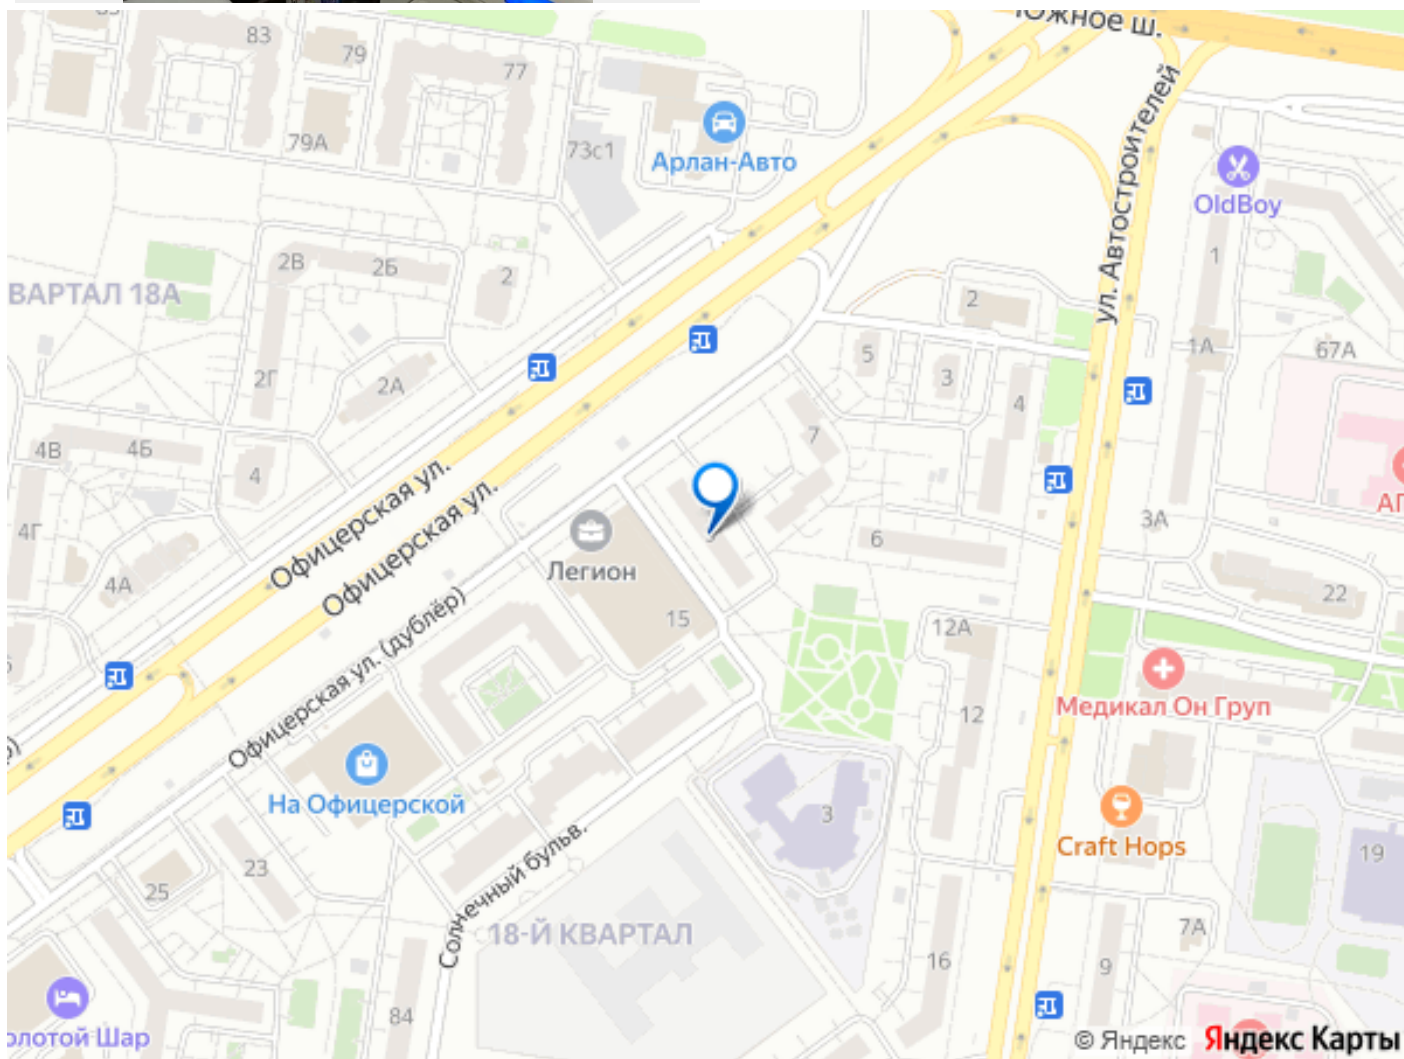 Южное ш.
83
79
77
79А
73с1
Арлан-Авто
ул. Автостроителей
OldBoy
1
2В
2Б
2
ВАРТАЛ 18А
2
1А
67А
5
3
4
2Г
2А
7
4В
4Б
4
Офицерская ул.
Офицерская ул.
4Г
Легион
6
3А
АГ
4А
22
15
12А
Офицерская ул. (дублёр)
12
Медикал Он Груп
На Офицерской
3
Craft Hops
19
23
25
Солнечный бульв.
18-Й КВАРТАЛ
7А
16
9
84
олотой Шар
© Яндекс Яндекс Карты